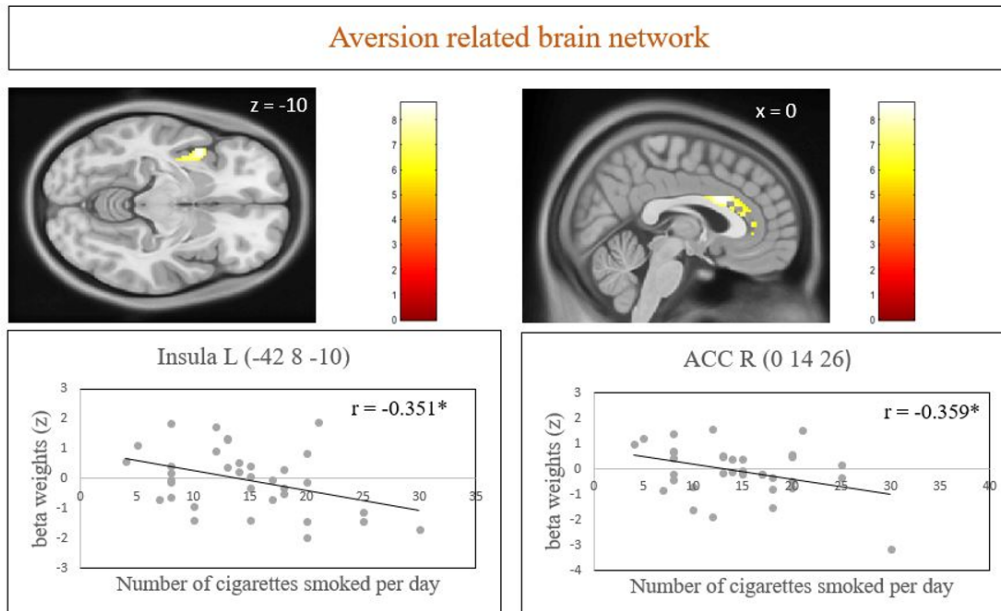 Aversion related brain network
z = -10
8
7
6
5
4
3
2
1
0
x = 0
8
7
6
5
4
3
2
1
0
Insula L (-42 8 -10)
r = -0.351*
beta weights (z)
3
2
1
0
-1
-2
-3
0 5 10 15 20 25 30 35
Number of cigarettes smoked per day
ACC R (0 14 26)
r = -0.359*
beta weights (z)
3
2
1
0
-1
-2
-3
-4
0 5 10 15 20 25 30 40
Number of cigarettes smoked per day